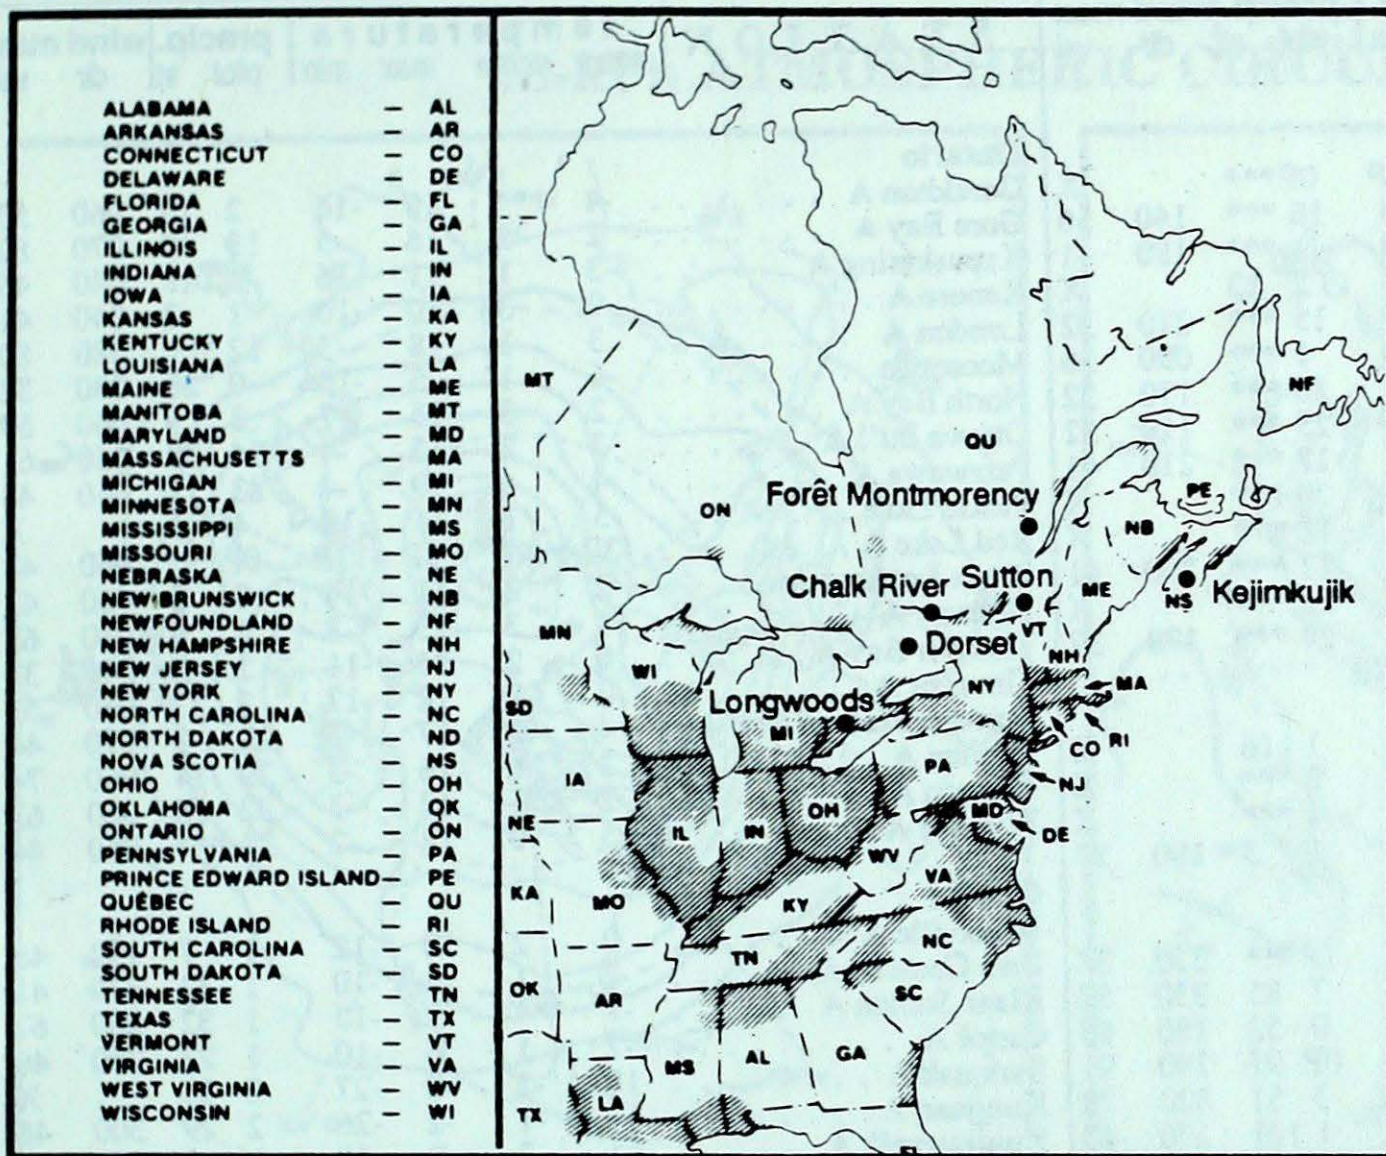 ALABAMA – AL
ARKANSAS – AR
CONNECTICUT – CO
DELAWARE – DE
FLORIDA – FL
GEORGIA – GA
ILLINOIS – IL
INDIANA – IN
IOWA – IA
KANSAS – KA
KENTUCKY – KY
LOUISIANA – LA
MAINE – ME
MANITOBA – MT
MARYLAND – MD
MASSACHUSETTS – MA
MICHIGAN – MI
MINNESOTA – MN
MISSISSIPPI – MS
MISSOURI – MO
NEBRASKA – NE
NEW BRUNSWICK – NB
NEWFOUNDLAND – NF
NEW HAMPSHIRE – NH
NEW JERSEY – NJ
NEW YORK – NY
NORTH CAROLINA – NC
NORTH DAKOTA – ND
NOVA SCOTIA – NS
OHIO – OH
OKLAHOMA – OK
ONTARIO – ON
PENNSYLVANIA – PA
PRINCE EDWARD ISLAND – PE
QUÉBEC – QU
RHODE ISLAND – RI
SOUTH CAROLINA – SC
SOUTH DAKOTA – SD
TENNESSEE – TN
TEXAS – TX
VERMONT – VT
VIRGINIA – VA
WEST VIRGINIA – WV
WISCONSIN – WI
MT
NF
QU
Forêt Montmorency
PE
ON
NB
Chalk River
Sutton
ME
NS
Kejimkujik
MN
Dorset
VT
NH
WI
NY
MA
SD
Longwoods
MI
CO
RI
IA
PA
NJ
NE
IL
IN
OH
MD
DE
WV
VA
KA
MO
KY
NC
TN
OK
AR
SC
MS
AL
GA
LA
TX